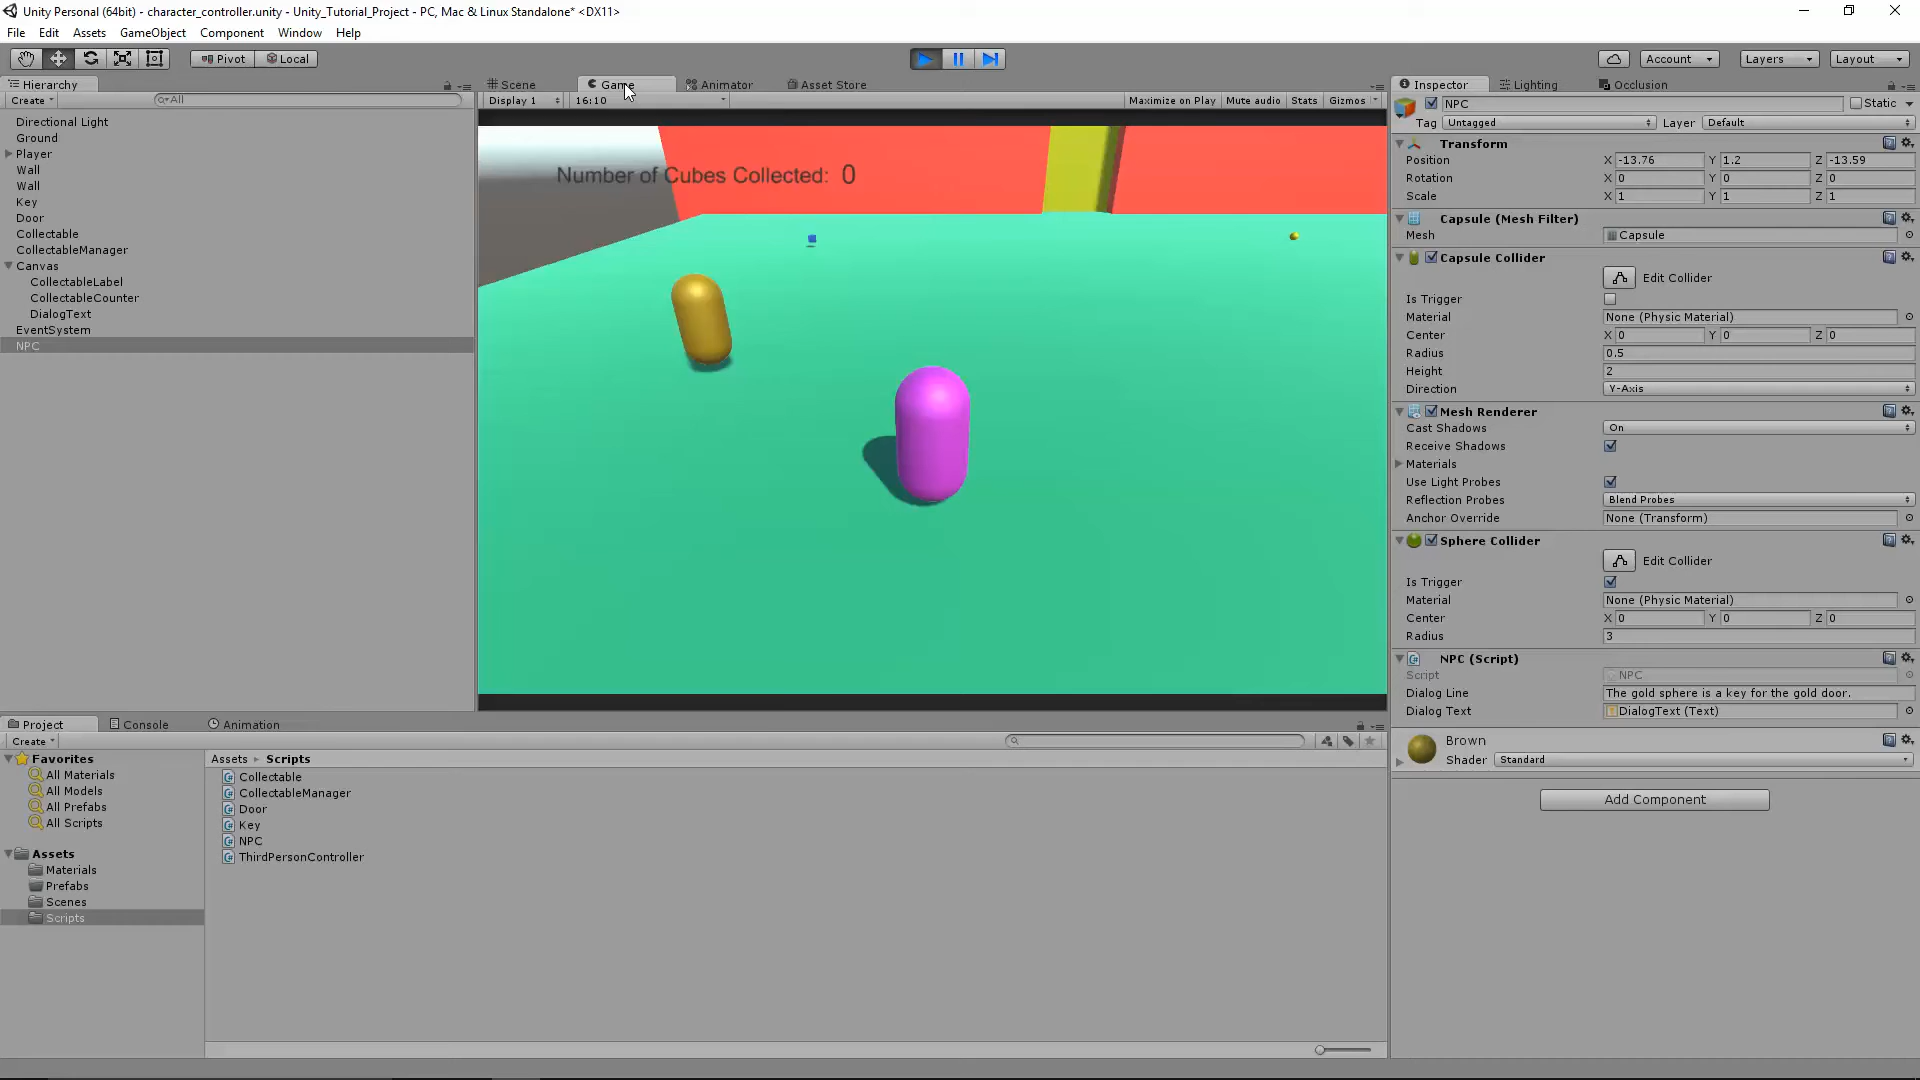 Unity Personal (64bit) - character_controller.unity - Unity_Tutorial_Project - PC, Mac & Linux Standalone* <DX11>
File Edit Assets GameObject Component Window Help
Pivot Local Account Layers Layout
Hierarchy
Create All
Directional Light
Ground
Player
Wall
Wall
Key
Door
Collectable
CollectableManager
Canvas
CollectableLabel
CollectableCounter
DialogText
EventSystem
NPC
Scene Game Animator Asset Store
Display 1 16:10 Maximize on Play Mute audio Stats Gizmos
Number of Cubes Collected: 0
Inspector Lighting Occlusion
NPC Static
Tag Untagged Layer Default
Transform
Position X -13.76 Y 1.2 Z -13.59
Rotation X 0 Y 0 Z 0
Scale X 1 Y 1 Z 1
Capsule (Mesh Filter)
Mesh Capsule
Capsule Collider
Edit Collider
Is Trigger
Material None (Physic Material)
Center X 0 Y 0 Z 0
Radius 0.5
Height 2
Direction Y-Axis
Mesh Renderer
Cast Shadows On
Receive Shadows
Materials
Use Light Probes
Reflection Probes Blend Probes
Anchor Override None (Transform)
Sphere Collider
Edit Collider
Is Trigger
Material None (Physic Material)
Center X 0 Y 0 Z 0
Radius 3
NPC (Script)
Script NPC
Dialog Line The gold sphere is a key for the gold door.
Dialog Text DialogText (Text)
Brown
Shader Standard
Add Component
Project Console Animation
Create
Favorites
All Materials
All Models
All Prefabs
All Scripts
Assets
Materials
Prefabs
Scenes
Scripts
Assets Scripts
Collectable
CollectableManager
Door
Key
NPC
ThirdPersonController